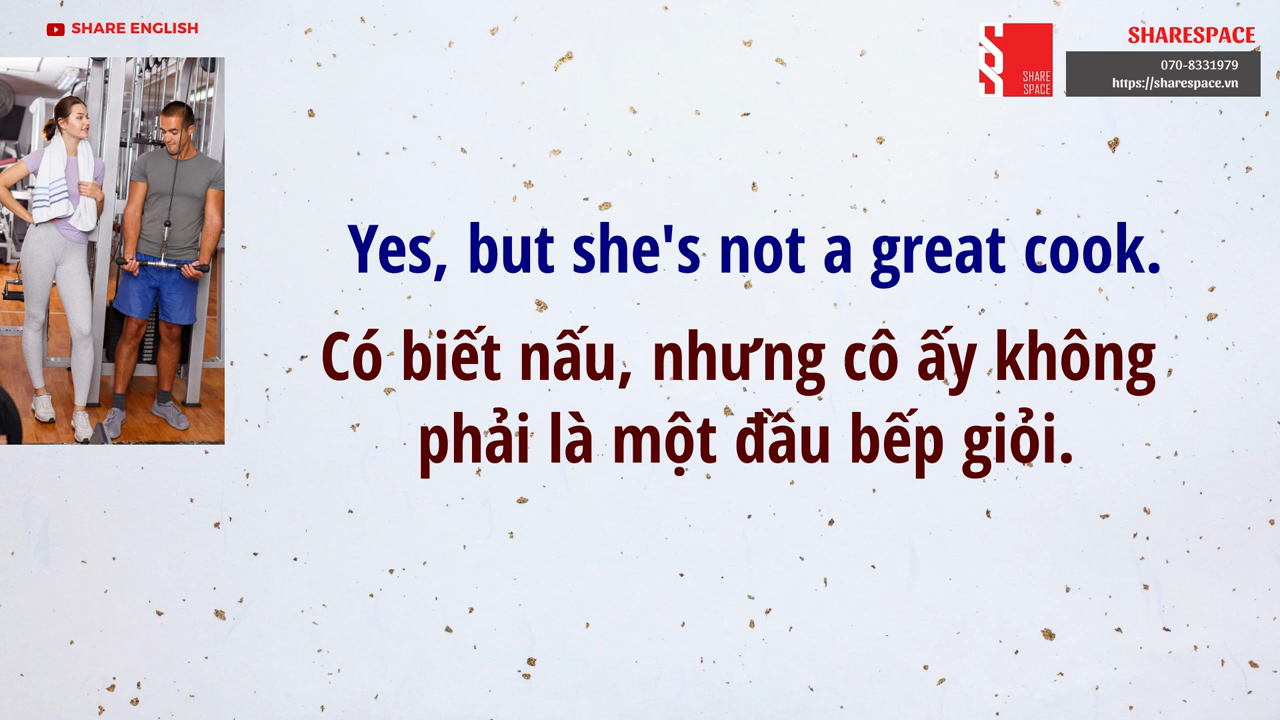 SHARE ENGLISH
SHARESPACE
070-8331979
https://sharespace.vn
SHARE
SPACE
Yes, but she's not a great cook.
Có biết nấu, nhưng cô ấy không
phải là một đầu bếp giỏi.